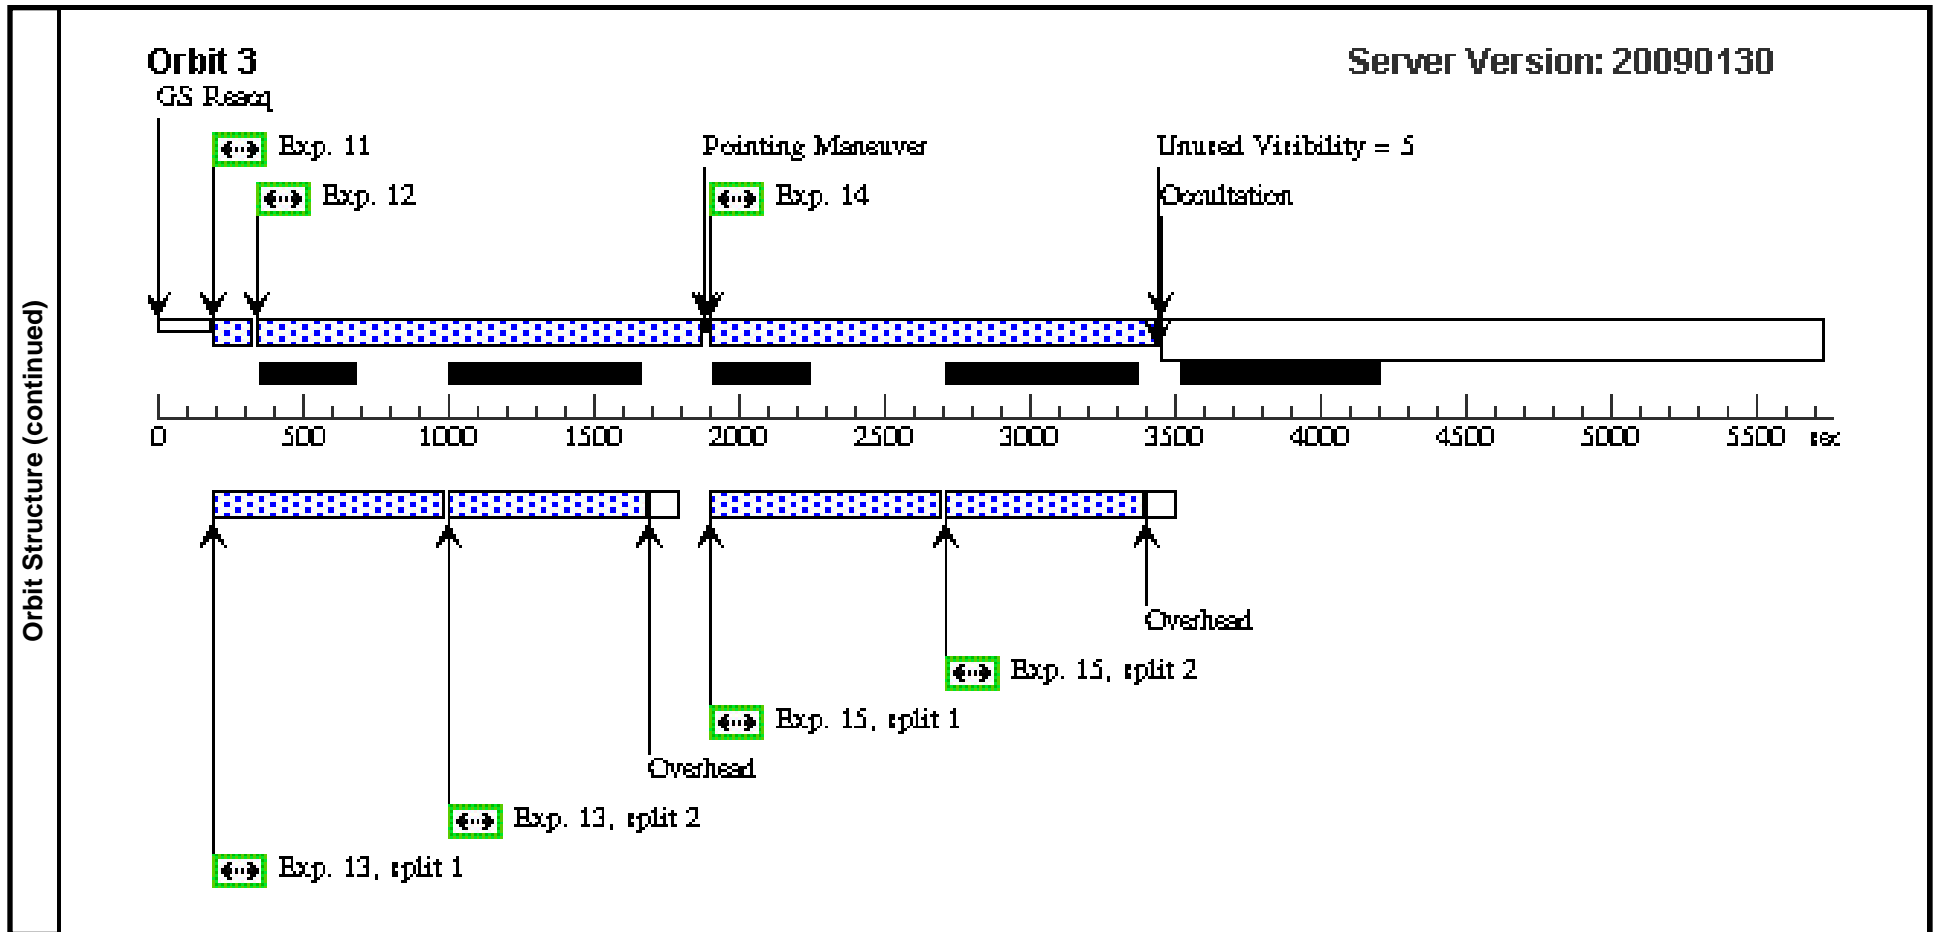 Orbit Structure (continued)
Orbit 3
Server Version: 20090130
GS Reacq
Exp. 11
Pointing Maneuver
Unused Visibility = 5
Exp. 12
Exp. 14
Occultation
0 500 1000 1500 2000 2500 3000 3500 4000 4500 5000 5500 sec
Overhead
Exp. 15, split 2
Exp. 15, split 1
Overhead
Exp. 13, split 2
Exp. 13, split 1